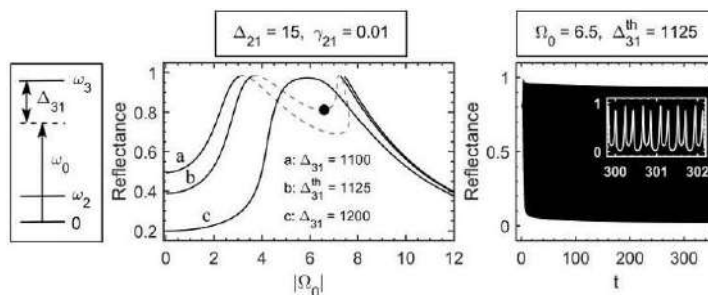 Δ21 = 15, γ21 = 0.01
Ω0 = 6.5, Δ31th = 1125
ω3
Δ31
ω0
ω2
0
Reflectance
1
0.8
0.6
0.4
0.2
a
b
c
a: Δ31 = 1100
b: Δ31th = 1125
c: Δ31 = 1200
0 2 4 6 8 10 12
|Ω0|
Reflectance
1
0.5
0
1
0
300 301 302
0 100 200 300
t